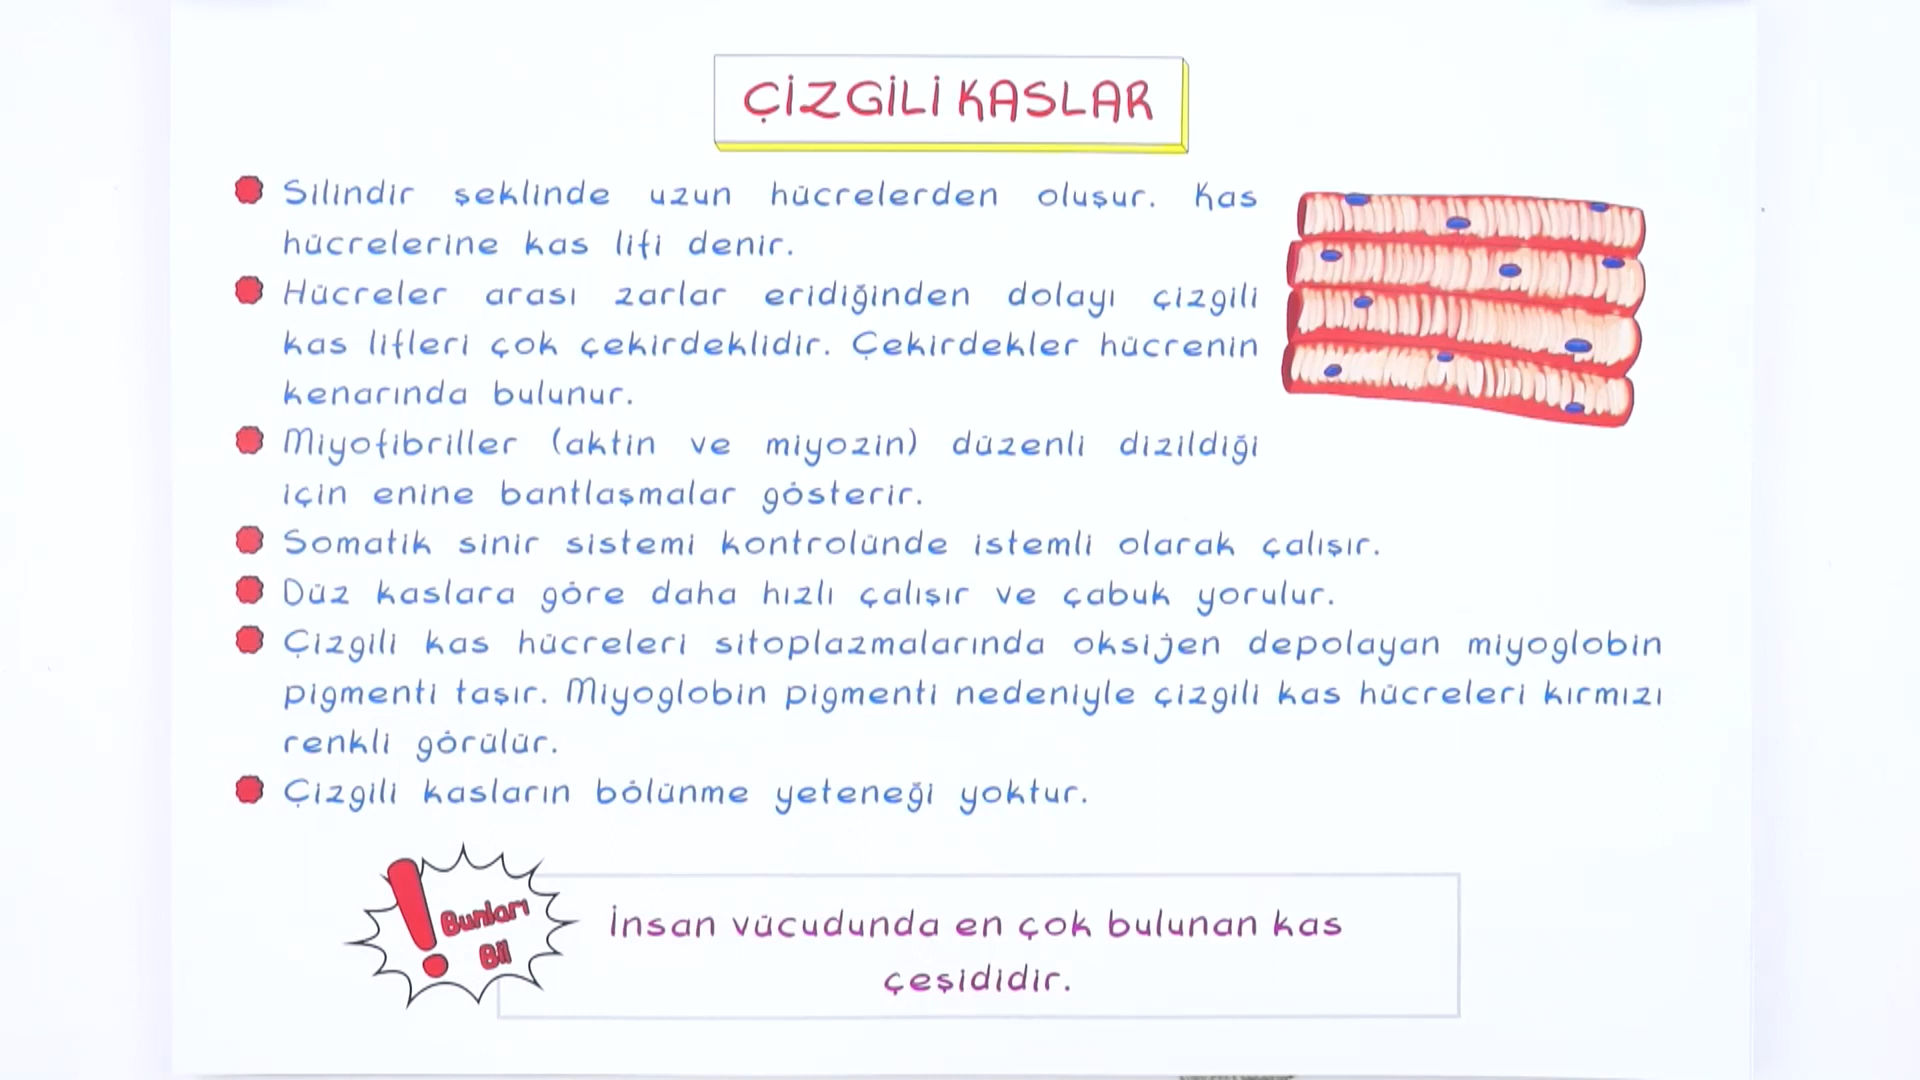 ÇİZGİLİ KASLAR
Silindir şeklinde uzun hücrelerden oluşur. Kas
hücrelerine kas lifi denir.
Hücreler arası zarlar eridiğinden dolayı çizgili
kas lifleri çok çekirdeklidir. Çekirdekler hücrenin
kenarında bulunur.
Miyofibriller (aktin ve miyozin) düzenli dizildiği
için enine bantlaşmalar gösterir.
Somatik sinir sistemi kontrolünde istemli olarak çalışır.
Düz kaslara göre daha hızlı çalışır ve çabuk yorulur.
Çizgili kas hücreleri sitoplazmalarında oksijen depolayan miyoglobin
pigmenti taşır. Miyoglobin pigmenti nedeniyle çizgili kas hücreleri kırmızı
renkli görülür.
Çizgili kasların bölünme yeteneği yoktur.
Bunları
Bil
İnsan vücudunda en çok bulunan kas
çeşididir.